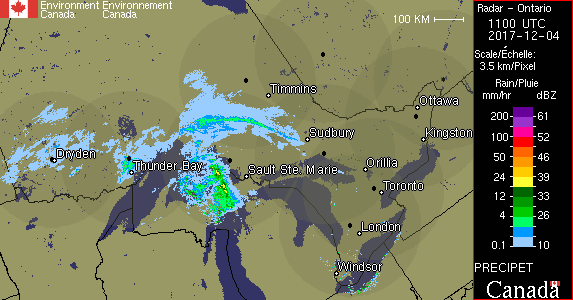 Environment Environnement
Canada Canada
100 KM
Radar - Ontario
1100 UTC
2017-12-04
Scale/Échelle:
3.5 km/Pixel
Rain/Pluie
mm/hr dBZ
200 61
100 52
50 46
24 39
12 33
4 26
0.1 10
PRECIPET
Canada
Timmins
Ottawa
Sudbury
Kingston
Dryden
Thunder Bay
Sault Ste. Marie
Orillia
Toronto
London
Windsor